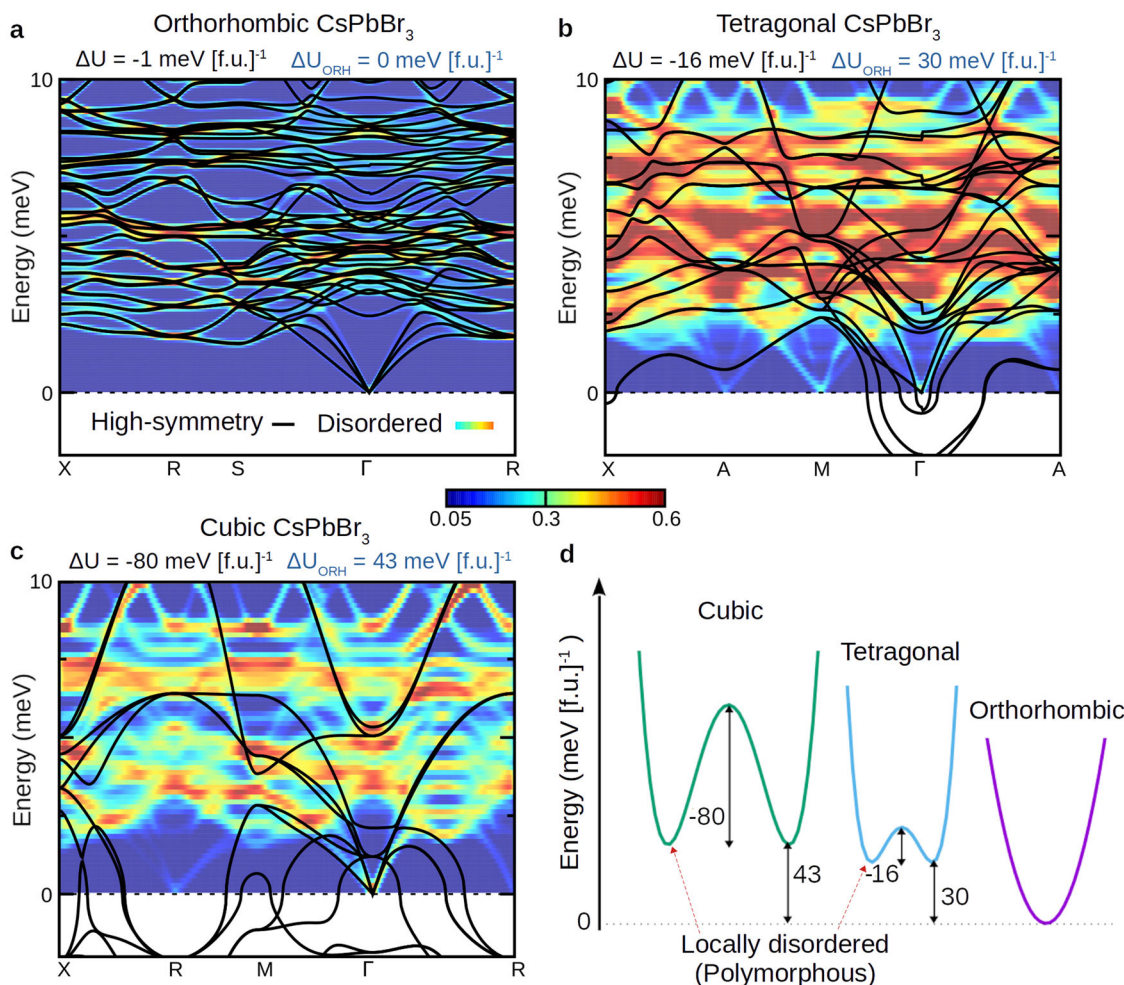 a
Orthorhombic CsPbBr₃
ΔU = -1 meV [f.u.]⁻¹ ΔU_ORH = 0 meV [f.u.]⁻¹
10
Energy (meV)
0
High-symmetry
Disordered
X R S Γ R
b
Tetragonal CsPbBr₃
ΔU = -16 meV [f.u.]⁻¹ ΔU_ORH = 30 meV [f.u.]⁻¹
10
Energy (meV)
0
X A M Γ A
0.05 0.3 0.6
c
Cubic CsPbBr₃
ΔU = -80 meV [f.u.]⁻¹ ΔU_ORH = 43 meV [f.u.]⁻¹
10
Energy (meV)
0
X R M Γ R
d
Energy (meV [f.u.]⁻¹ )
0
Cubic
Tetragonal
Orthorhombic
-80
43
-16
30
Locally disordered
(Polymorphous)